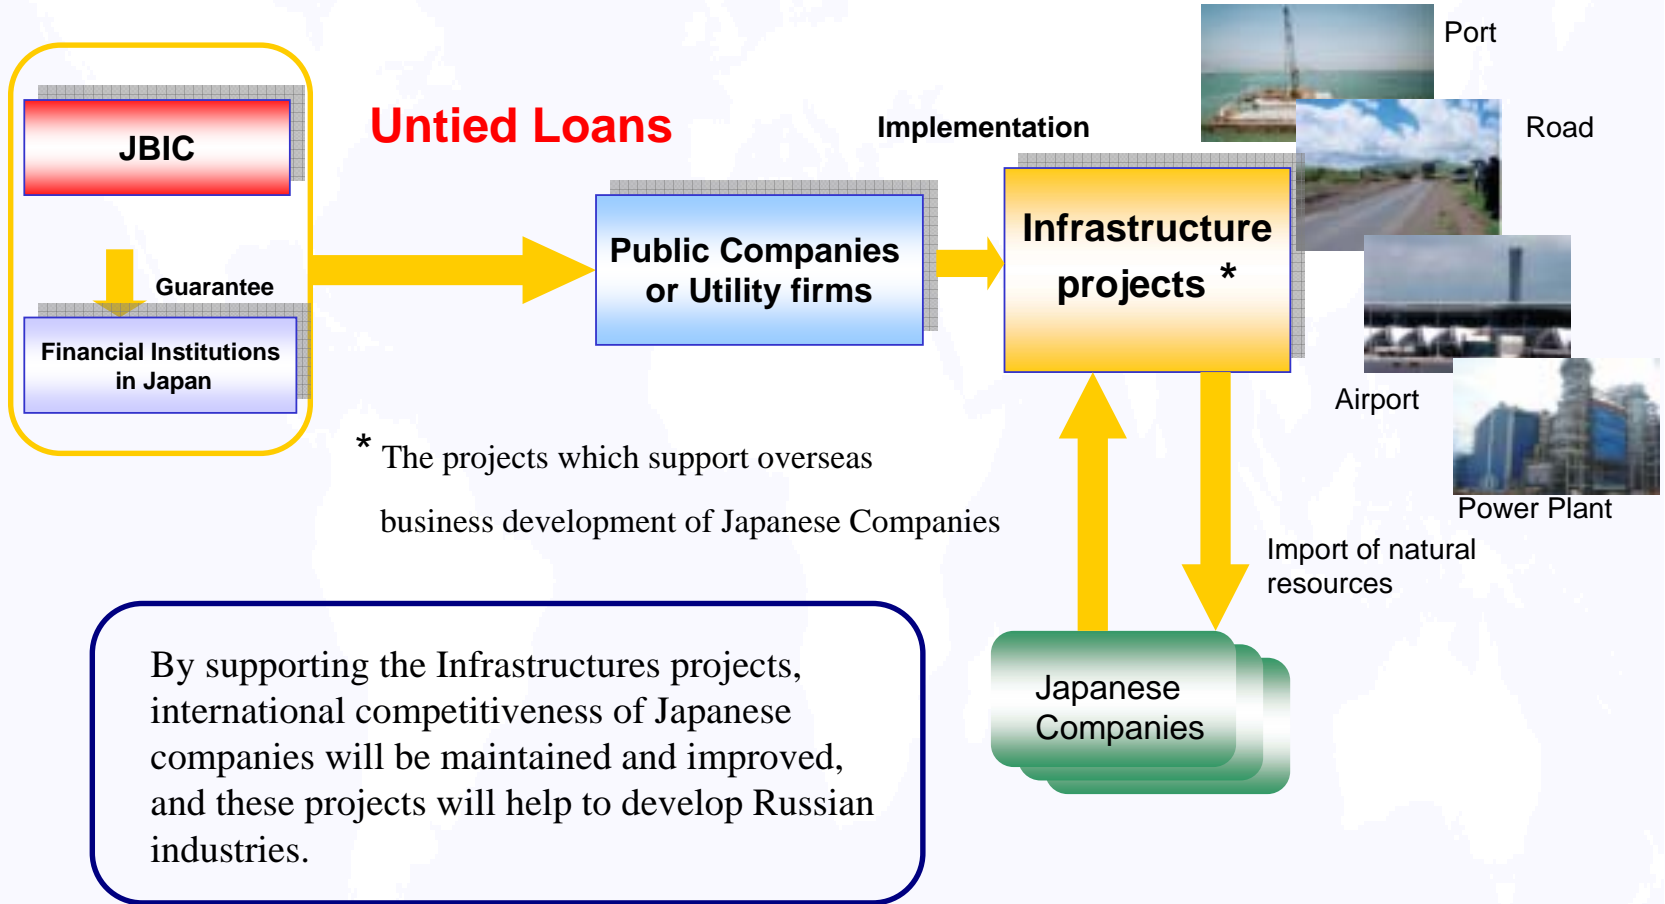 Port
JBIC
Untied Loans
Implementation
Road
Public Companies
or Utility firms
Infrastructure
projects *
Guarantee
Financial Institutions
in Japan
Airport
* The projects which support overseas
business development of Japanese Companies
Power Plant
Import of natural
resources
By supporting the Infrastructures projects,
international competitiveness of Japanese
companies will be maintained and improved,
and these projects will help to develop Russian
industries.
Japanese
Companies